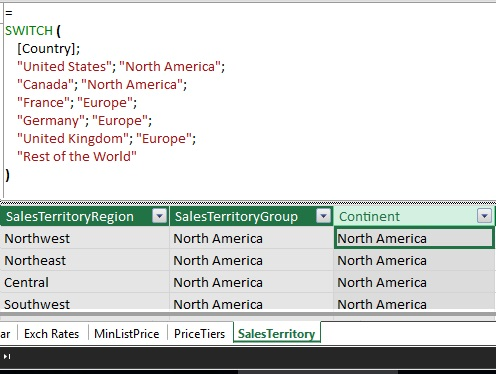 =
SWITCH (
[Country];
"United States"; "North America";
"Canada"; "North America";
"France"; "Europe";
"Germany"; "Europe";
"United Kingdom"; "Europe";
"Rest of the World"
)
SalesTerritoryRegion SalesTerritoryGroup Continent
Northwest North America North America
Northeast North America North America
Central North America North America
Southwest North America North America
ar Exch Rates MinListPrice PriceTiers SalesTerritory